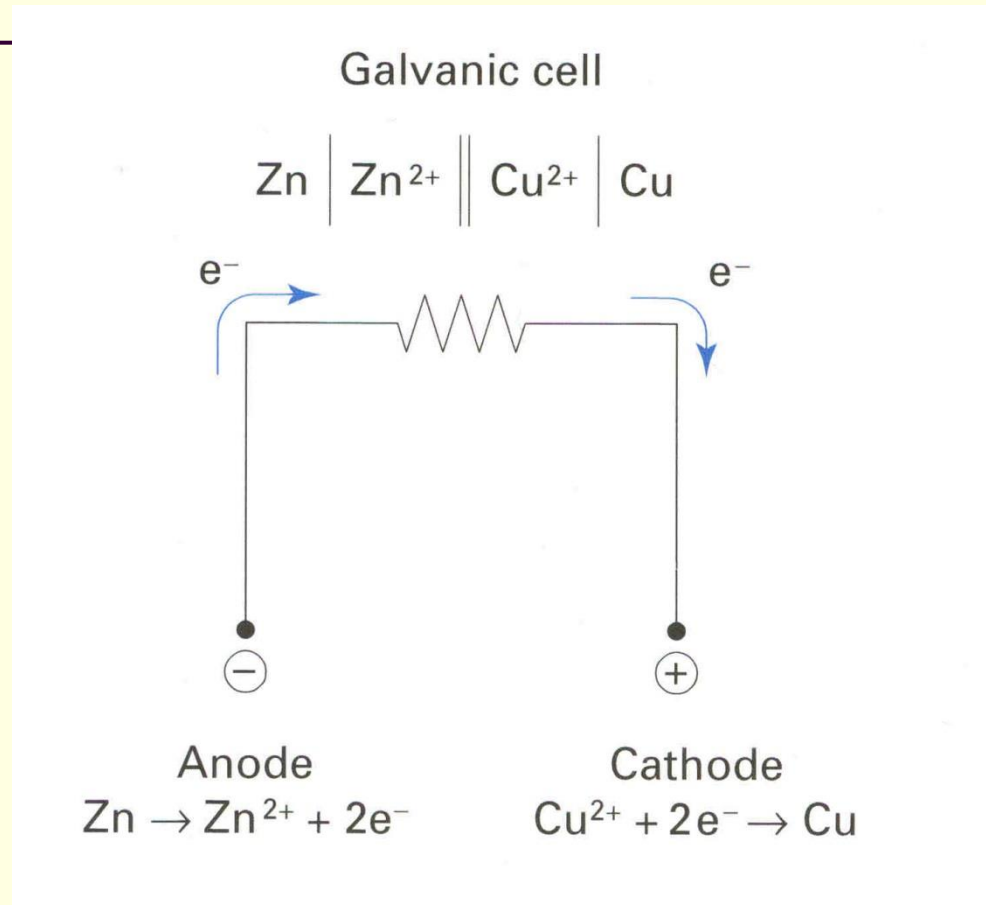 Galvanic cell
Zn | Zn²⁺ || Cu²⁺ | Cu
e⁻ e⁻
− +
Anode Cathode
Zn → Zn²⁺ + 2e⁻ Cu²⁺ + 2e⁻ → Cu